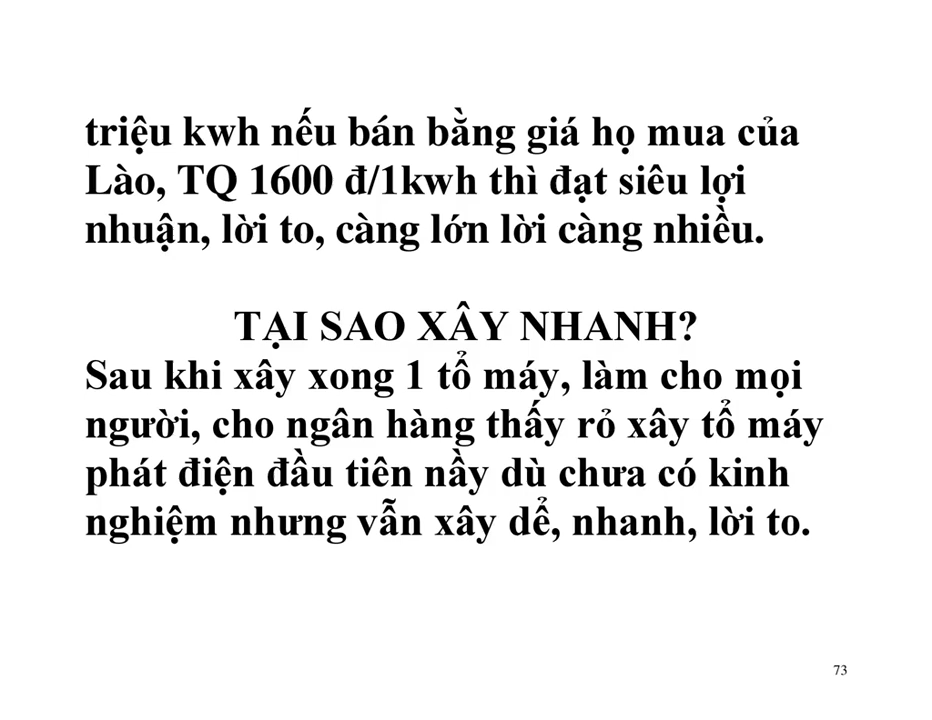 triệu kwh nếu bán bằng giá họ mua của
Lào, TQ 1600 đ/1kwh thì đạt siêu lợi
nhuận, lời to, càng lớn lời càng nhiều.
TẠI SAO XÂY NHANH?
Sau khi xây xong 1 tổ máy, làm cho mọi
người, cho ngân hàng thấy rỏ xây tổ máy
phát điện đầu tiên nầy dù chưa có kinh
nghiệm nhưng vẫn xây dể, nhanh, lời to.
73